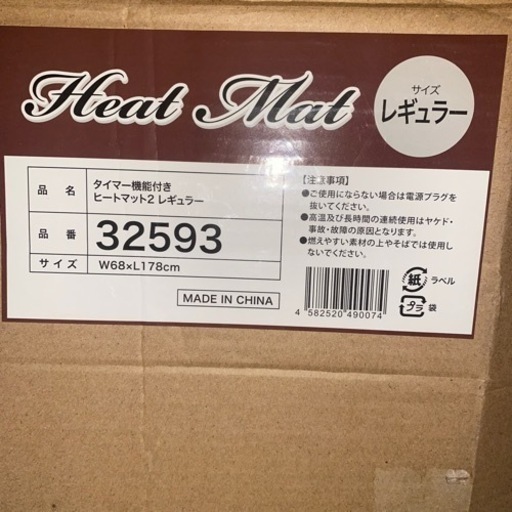 Heat Mat
サイズ
レギュラー
品 名
タイマー機能付き
ヒートマット2 レギュラー
品 番
32593
サイズ
W68×L178cm
MADE IN CHINA
【注意事項】
●ご使用にならない場合は電源プラグを
抜いてください。
●高温及び長時間の連続使用はヤケド・
事故・故障の原因となります。
●燃えやすい素材の上やそばでは使用し
ないでください。
4 582520 490074
紙 ラベル
プラ 袋